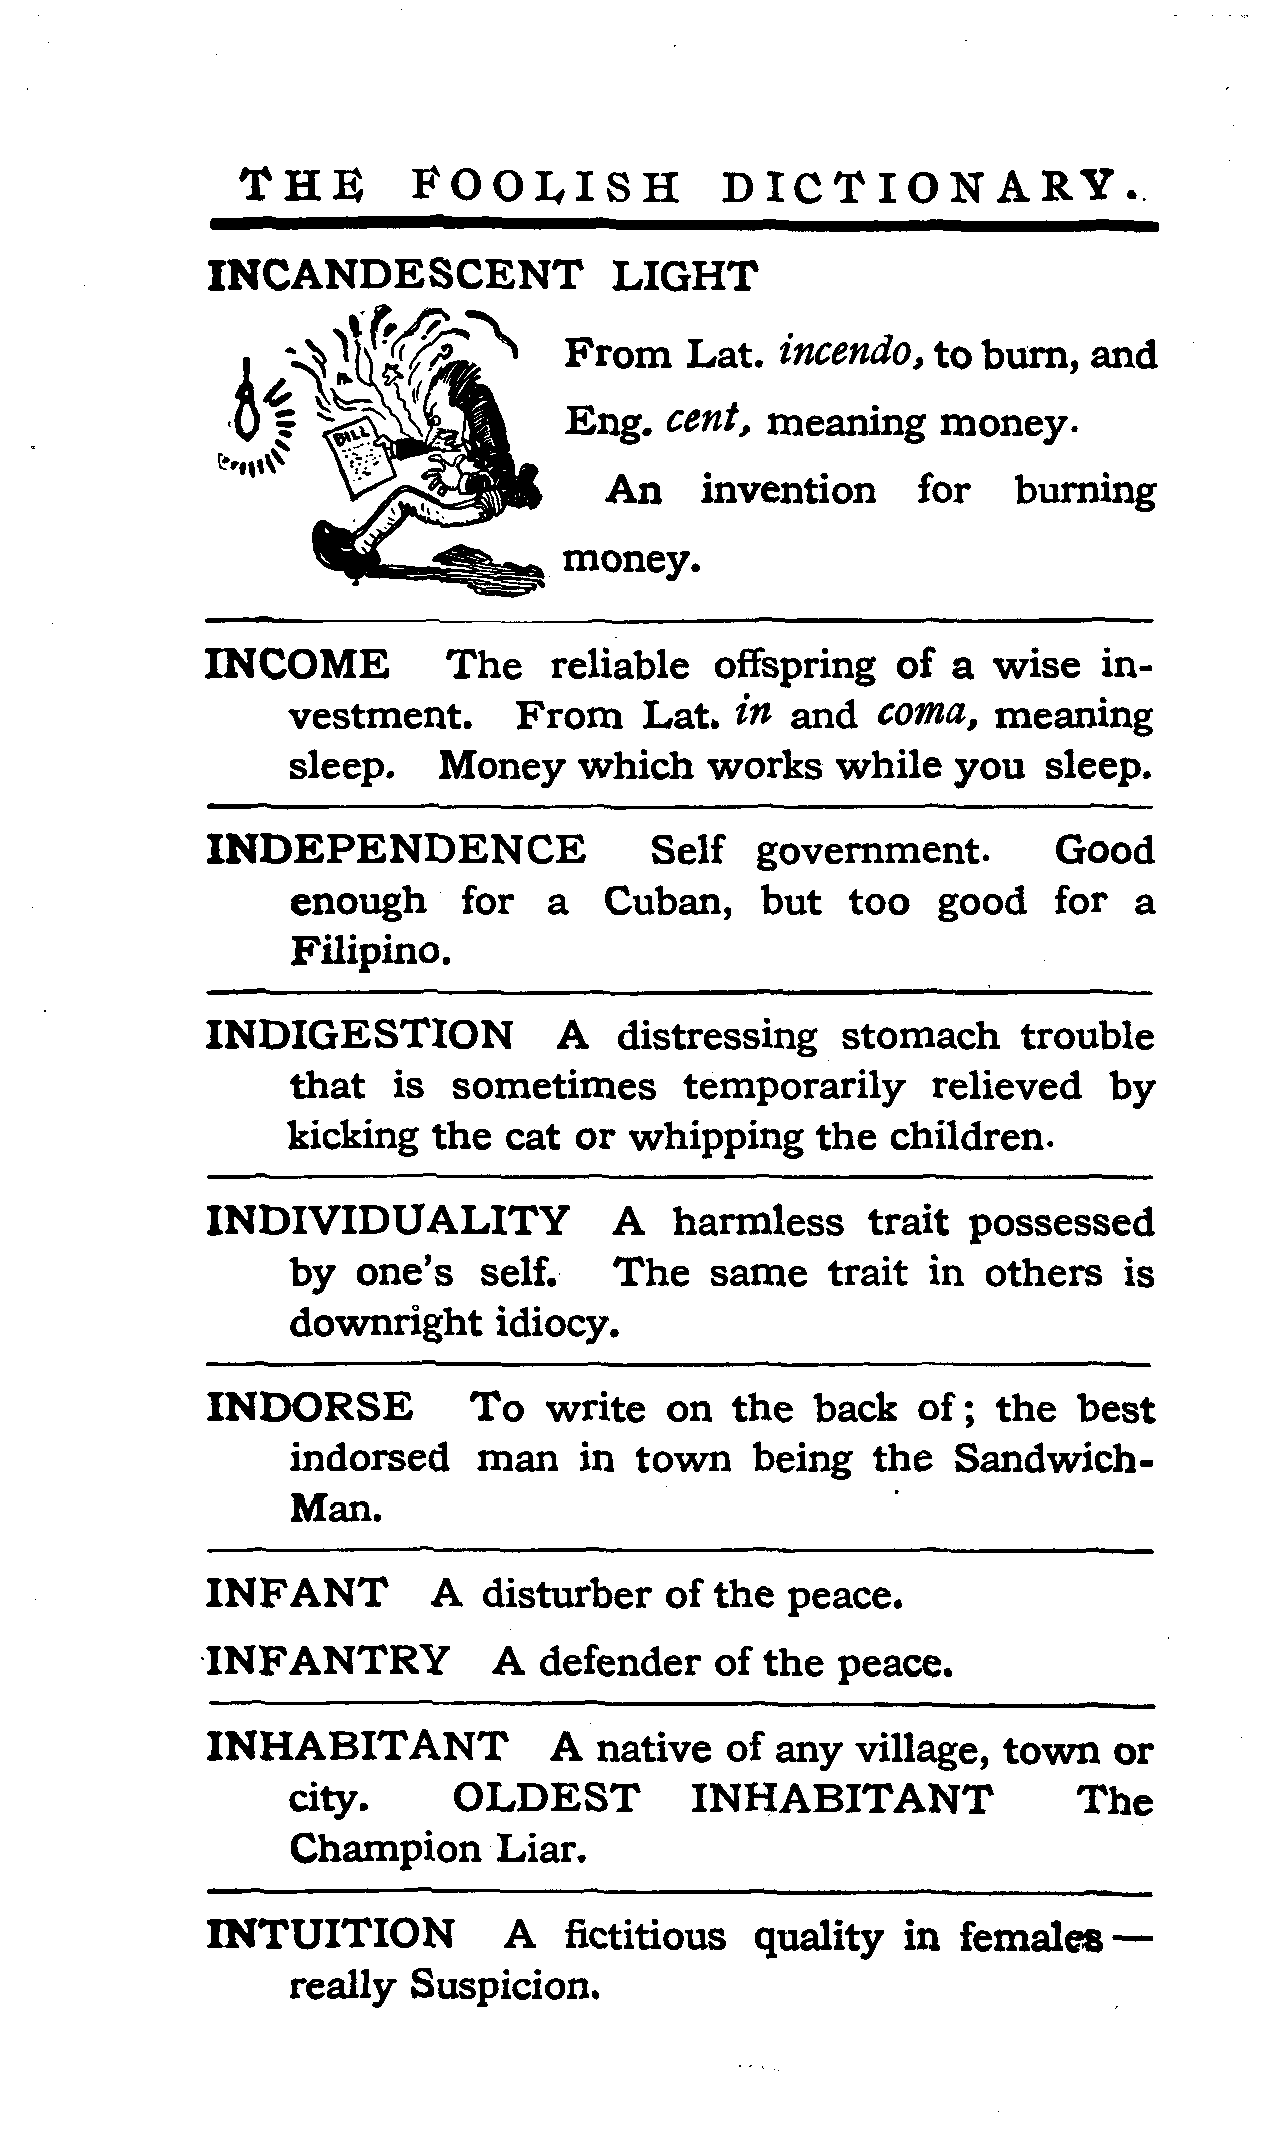 THE FOOLISH DICTIONARY.
INCANDESCENT LIGHT
From Lat. incendo, to burn, and
Eng. cent, meaning money.
An invention for burning
money.
BILL
INCOME The reliable offspring of a wise in-
vestment. From Lat. in and coma, meaning
sleep. Money which works while you sleep.
INDEPENDENCE Self government. Good
enough for a Cuban, but too good for a
Filipino.
INDIGESTION A distressing stomach trouble
that is sometimes temporarily relieved by
kicking the cat or whipping the children.
INDIVIDUALITY A harmless trait possessed
by one's self. The same trait in others is
downright idiocy.
INDORSE To write on the back of; the best
indorsed man in town being the Sandwich-
Man.
INFANT A disturber of the peace.
INFANTRY A defender of the peace.
INHABITANT A native of any village, town or
city. OLDEST INHABITANT The
Champion Liar.
INTUITION A fictitious quality in females—
really Suspicion.